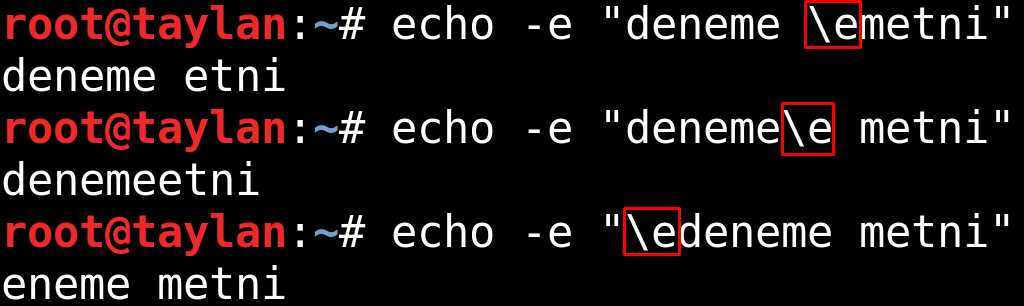 root@taylan:~# echo -e "deneme \emetni"
deneme etni
root@taylan:~# echo -e "deneme\e metni"
denemeetni
root@taylan:~# echo -e "\edeneme metni"
eneme metni